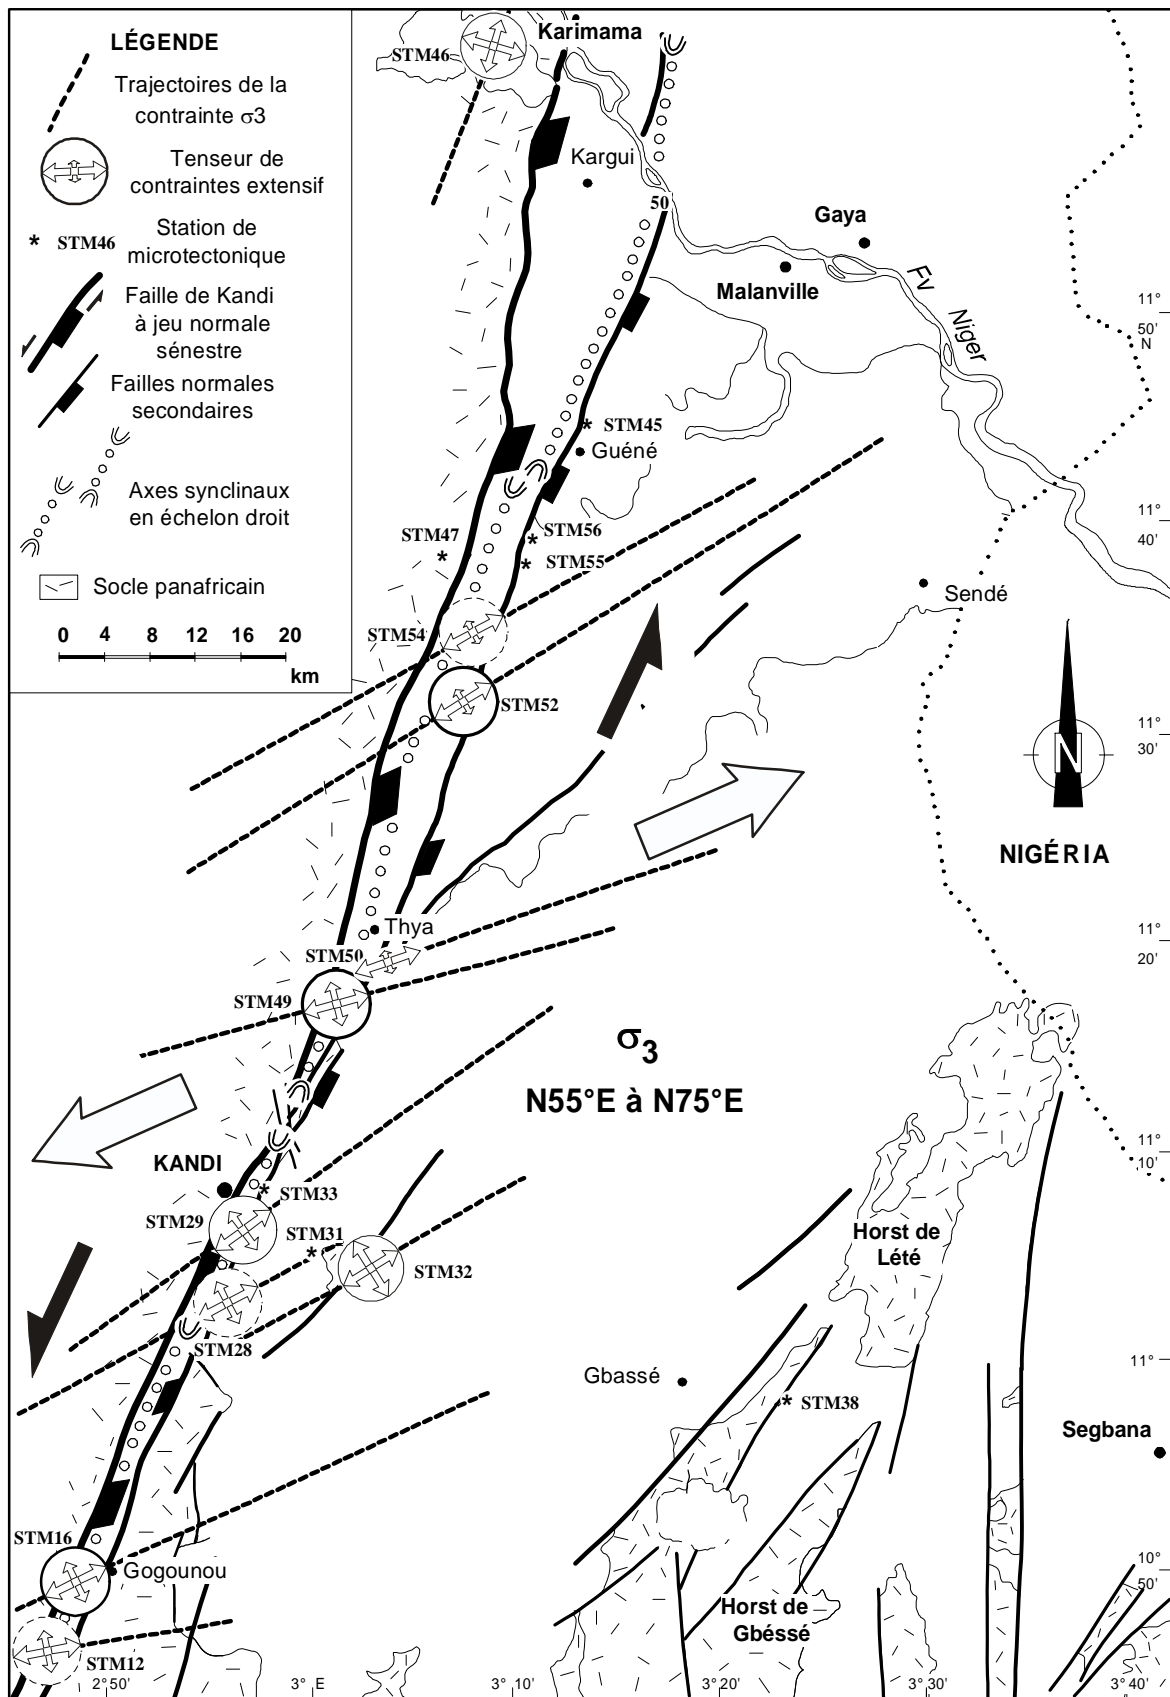 LÉGENDE
Trajectoires de la
contrainte σ3
Tenseur de
contraintes extensif
* STM46
Station de
microtectonique
Faille de Kandi
à jeu normale
sénestre
Failles normales
secondaires
Axes synclinaux
en échelon droit
Socle panafricain
0 4 8 12 16 20
km
STM46
Karimama
Kargui
50
Gaya
Malanville
FV Niger
11°
50'
N
* STM45
Guéné
STM47
*
STM56
*
* STM55
11°
40'
Sendé
STM54
STM52
11°
30'
N
NIGÉRIA
Thya
STM50
11°
20'
STM49
σ3
N55°E à N75°E
KANDI
11°
10'
* STM33
STM29
STM31
*
STM32
Horst de
Lété
STM28
Gbassé
11°
* STM38
Segbana
STM16
Gogounou
10°
50'
Horst de
Gbéssé
STM12
2°50'
3° E
3° 10'
3°20'
3° 30'
3° 40'